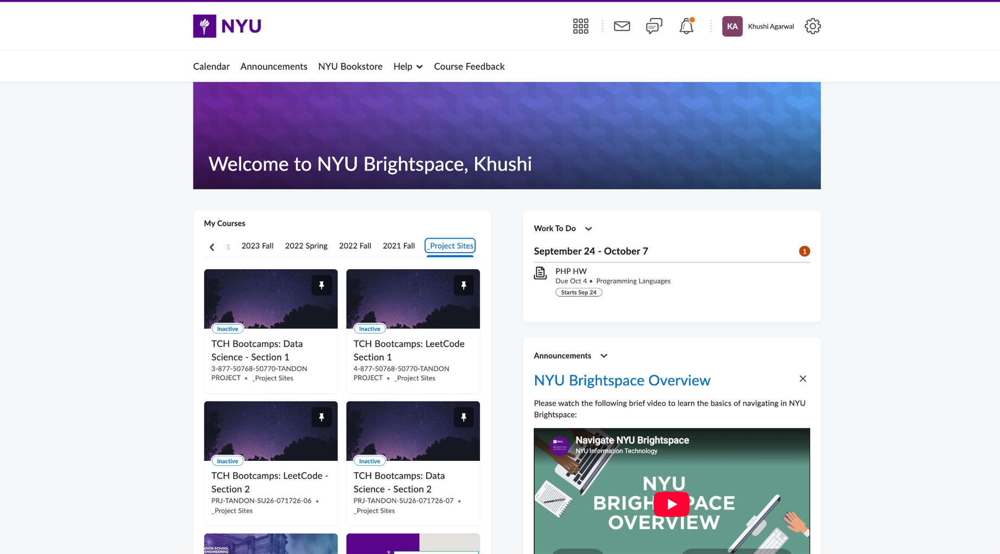 NYU
KA
Khushi Agarwal
Calendar
Announcements
NYU Bookstore
Help
Course Feedback
Welcome to NYU Brightspace, Khushi
My Courses
g
2023 Fall
2022 Spring
2022 Fall
2021 Fall
_Project Sites
Inactive
TCH Bootcamps: Data
Science - Section 1
3-877-50768-50770-TANDON
PROJECT • _Project Sites
Inactive
TCH Bootcamps: LeetCode
Section 1
4-877-50768-50770-TANDON
PROJECT • _Project Sites
Inactive
TCH Bootcamps: LeetCode -
Section 2
PRJ-TANDON-SU26-071726-06 •
_Project Sites
Inactive
TCH Bootcamps: Data
Science - Section 2
PRJ-TANDON-SU26-071726-07 •
_Project Sites
NDON SCHOOL
ENGINEERING
Work To Do
September 24 - October 7
1
PHP HW
Due Oct 4 • Programming Languages
Starts Sep 24
Announcements
NYU Brightspace Overview
Please watch the following brief video to learn the basics of navigating in NYU
Brightspace:
NYU
Navigate NYU Brightspace
NYU Information Technology
NYU
BRIGH PACE
OVERVIEW